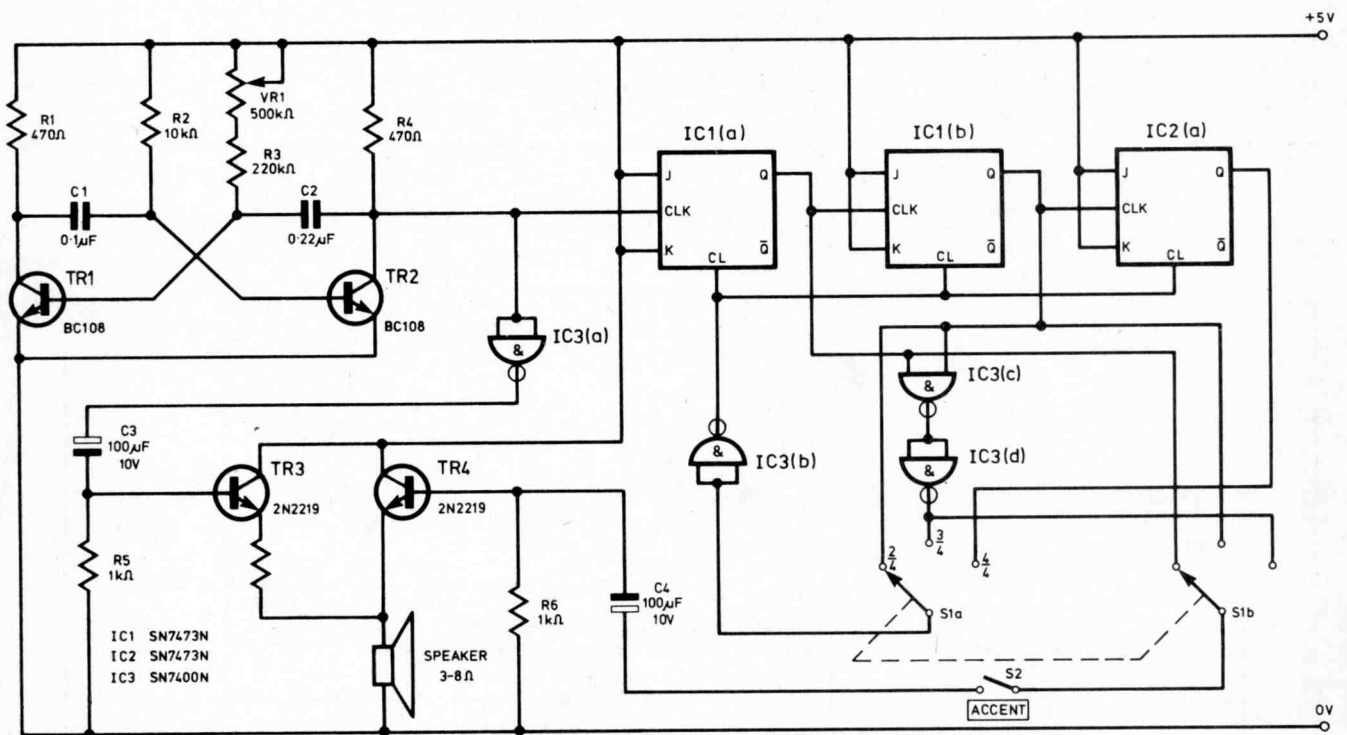 +5V
R1
470Ω
R2
10kΩ
VR1
500kΩ
R3
220kΩ
R4
470Ω
C1
0·1µF
C2
0·22µF
TR1
BC108
TR2
BC108
IC1(a)
J
Q
CLK
K
Q̅
CL
IC1(b)
J
Q
CLK
K
Q̅
CL
IC2(a)
J
Q
CLK
K
Q̅
CL
&
IC3(a)
&
IC3(b)
&
IC3(c)
&
IC3(d)
C3
100µF
10V
TR3
2N2219
TR4
2N2219
R5
1kΩ
R6
1kΩ
C4
100µF
10V
2/4
3/4
4/4
S1a
S1b
S2
ACCENT
SPEAKER
3-8Ω
IC1 SN7473N
IC2 SN7473N
IC3 SN7400N
0V